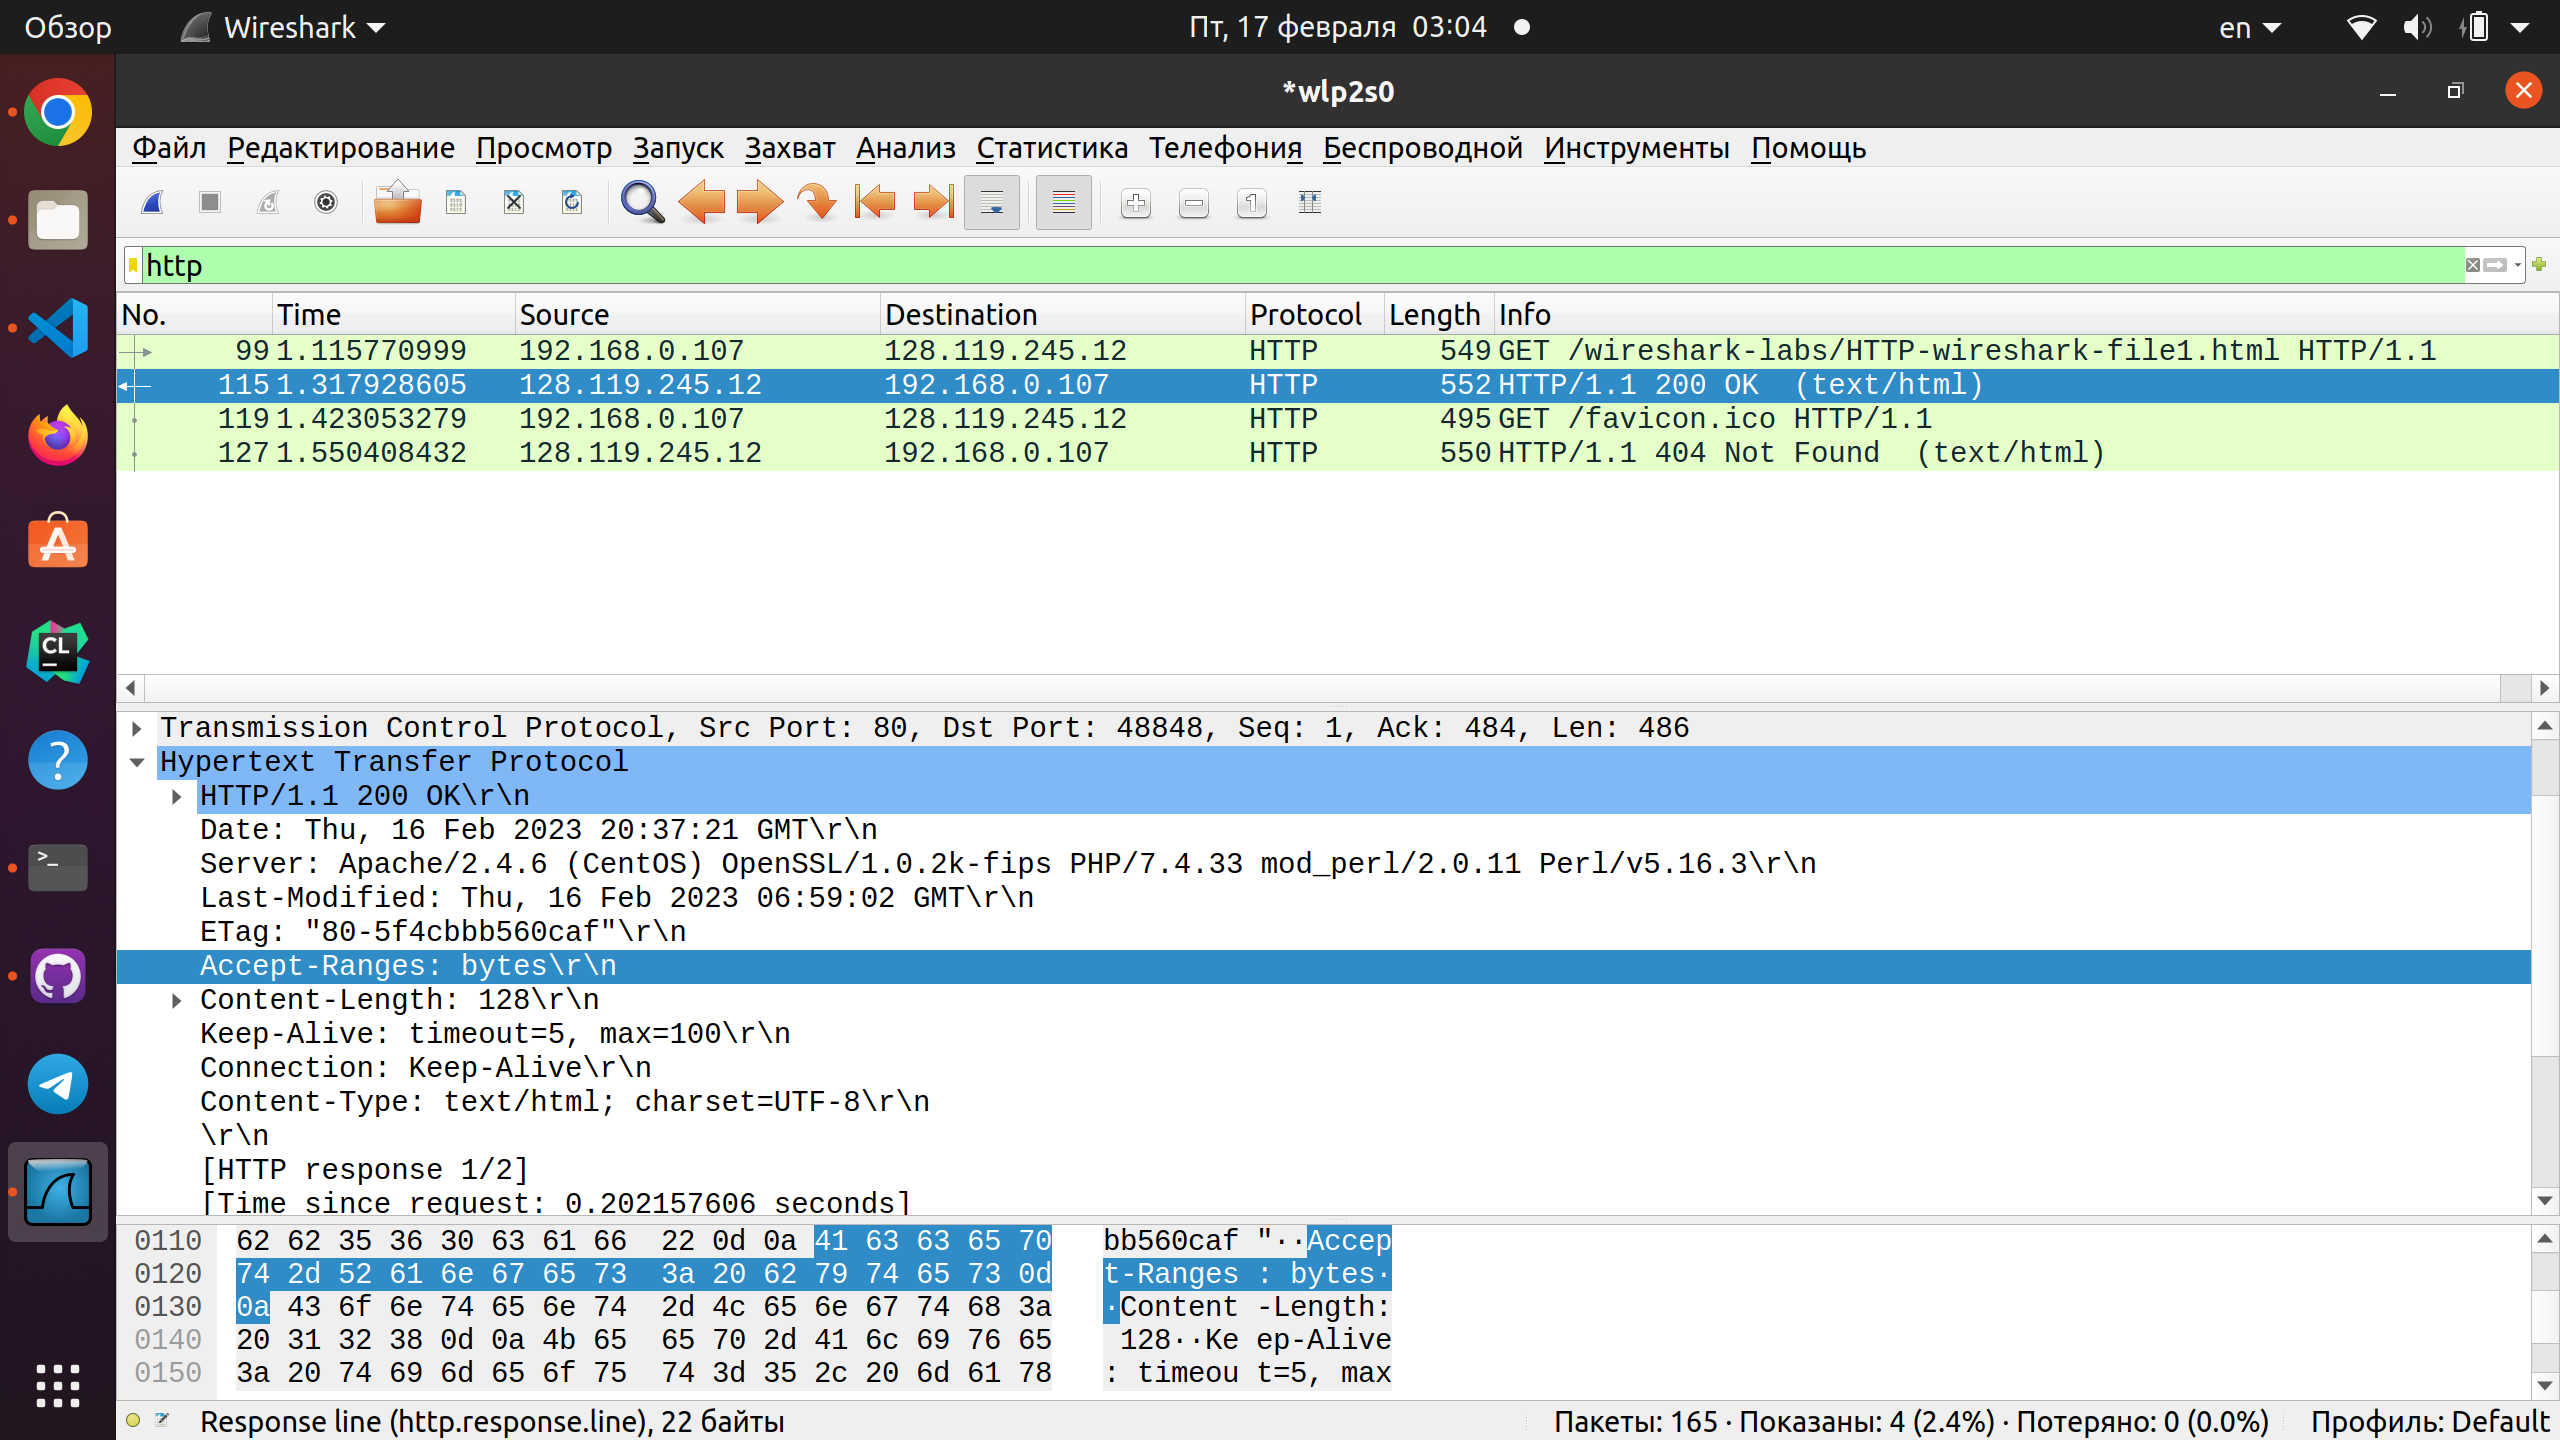 Обзор Wireshark Пт, 17 февраля 03:04 en
*wlp2s0
Файл Редактирование Просмотр Запуск Захват Анализ Статистика Телефония Беспроводной Инструменты Помощь
http
No. Time Source Destination Protocol Length Info
99 1.115770999 192.168.0.107 128.119.245.12 HTTP 549 GET /wireshark-labs/HTTP-wireshark-file1.html HTTP/1.1
115 1.317928605 128.119.245.12 192.168.0.107 HTTP 552 HTTP/1.1 200 OK  (text/html)
119 1.423053279 192.168.0.107 128.119.245.12 HTTP 495 GET /favicon.ico HTTP/1.1
127 1.550408432 128.119.245.12 192.168.0.107 HTTP 550 HTTP/1.1 404 Not Found  (text/html)
Transmission Control Protocol, Src Port: 80, Dst Port: 48848, Seq: 1, Ack: 484, Len: 486
Hypertext Transfer Protocol
HTTP/1.1 200 OK\r\n
Date: Thu, 16 Feb 2023 20:37:21 GMT\r\n
Server: Apache/2.4.6 (CentOS) OpenSSL/1.0.2k-fips PHP/7.4.33 mod_perl/2.0.11 Perl/v5.16.3\r\n
Last-Modified: Thu, 16 Feb 2023 06:59:02 GMT\r\n
ETag: "80-5f4cbbb560caf"\r\n
Accept-Ranges: bytes\r\n
Content-Length: 128\r\n
Keep-Alive: timeout=5, max=100\r\n
Connection: Keep-Alive\r\n
Content-Type: text/html; charset=UTF-8\r\n
\r\n
[HTTP response 1/2]
[Time since request: 0.202157606 seconds]
0110 62 62 35 36 30 63 61 66 22 0d 0a 41 63 63 65 70 bb560caf "··Accep
0120 74 2d 52 61 6e 67 65 73 3a 20 62 79 74 65 73 0d t-Ranges : bytes·
0130 0a 43 6f 6e 74 65 6e 74 2d 4c 65 6e 67 74 68 3a ·Content -Length:
0140 20 31 32 38 0d 0a 4b 65 65 70 2d 41 6c 69 76 65 128··Ke ep-Alive
0150 3a 20 74 69 6d 65 6f 75 74 3d 35 2c 20 6d 61 78 : timeou t=5, max
Response line (http.response.line), 22 байты Пакеты: 165 · Показаны: 4 (2.4%) · Потеряно: 0 (0.0%) Профиль: Default